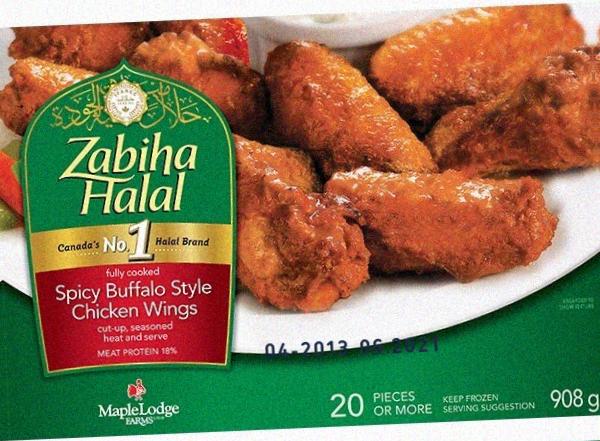 Zabiha
Halal
Canada's No.1 Halal Brand
fully cooked
Spicy Buffalo Style
Chicken Wings
cut-up, seasoned
heat and serve
MEAT PROTEIN 18%
04-2013 06.2021
MapleLodge
FARMS
20 PIECES
OR MORE
KEEP FROZEN
SERVING SUGGESTION
908 g